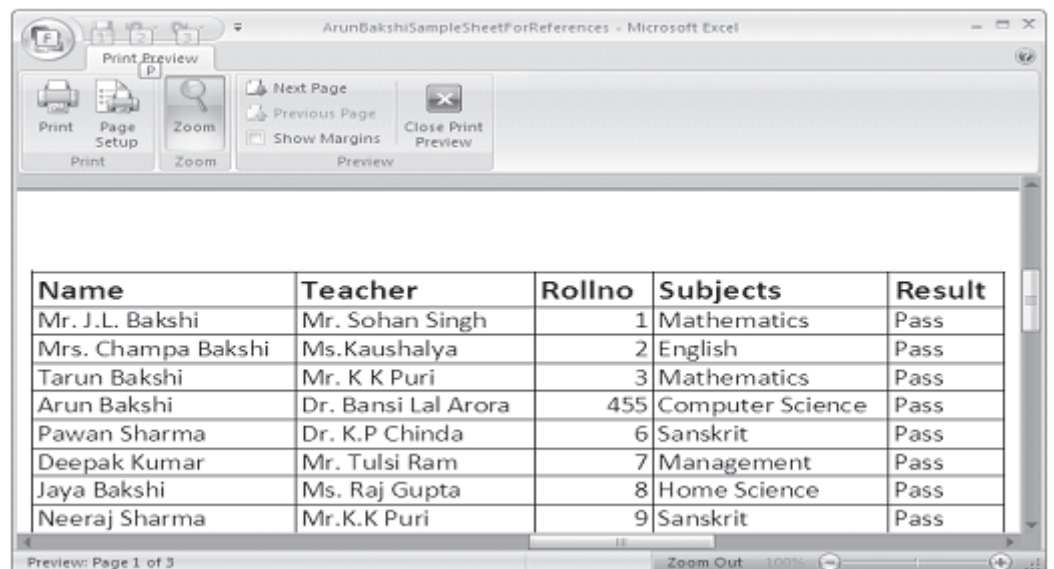 ArunBakshiSampleSheetForReferences - Microsoft Excel
F 1 2 3
Print Preview
P
Print
Page Setup
Zoom
Next Page
Previous Page
Show Margins
Close Print Preview
Print Zoom Preview
Name Teacher Rollno Subjects Result
Mr. J.L. Bakshi Mr. Sohan Singh 1 Mathematics Pass
Mrs. Champa Bakshi Ms.Kaushalya 2 English Pass
Tarun Bakshi Mr. K K Puri 3 Mathematics Pass
Arun Bakshi Dr. Bansi Lal Arora 455 Computer Science Pass
Pawan Sharma Dr. K.P Chinda 6 Sanskrit Pass
Deepak Kumar Mr. Tulsi Ram 7 Management Pass
Jaya Bakshi Ms. Raj Gupta 8 Home Science Pass
Neeraj Sharma Mr.K.K Puri 9 Sanskrit Pass
Preview: Page 1 of 3 Zoom Out 100%